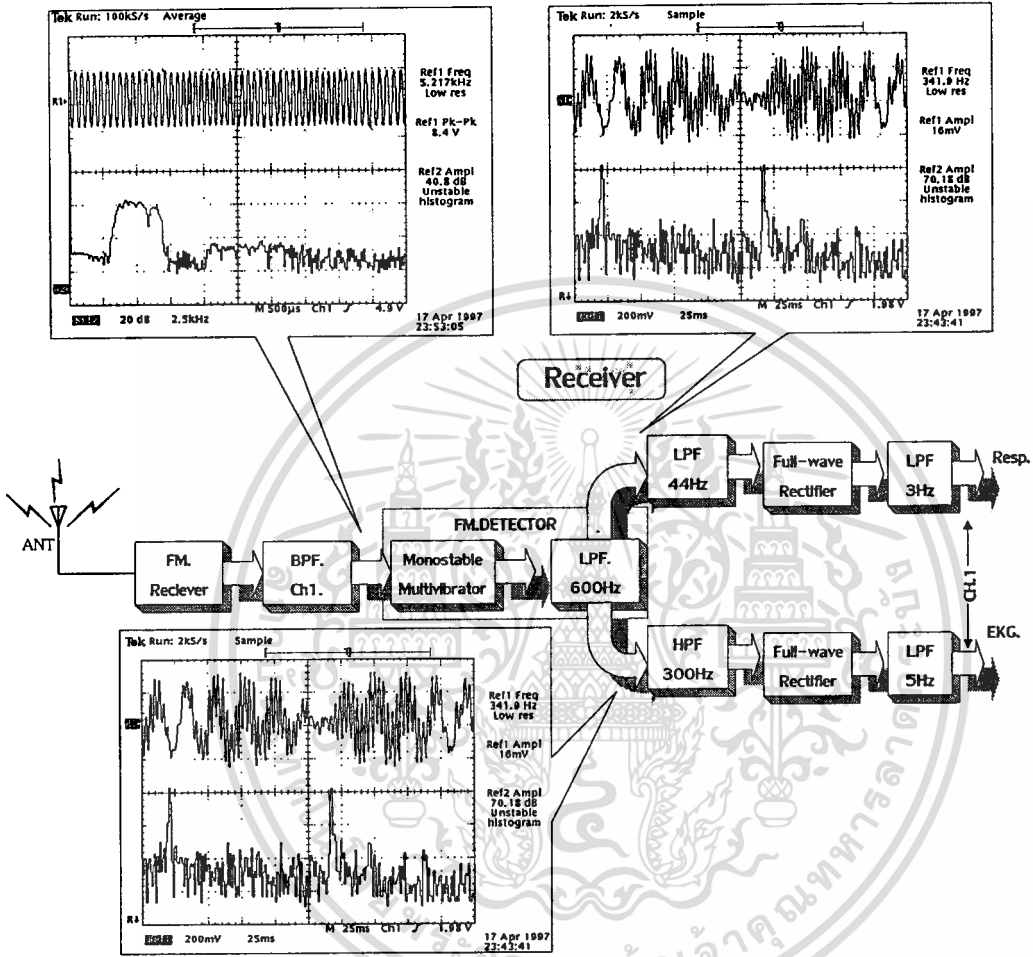 Tek Run: 100kS/s Average
Ref1 Freq
5.217kHz
Low res
R1
Ref1 Pk-Pk
8.4 V
Ref2 Ampl
40.8 dB
Unstable
histogram
M 500µs Ch1 4.9 V
20 dB 2.5kHz
17 Apr 1997
23:53:05
Tek Run: 2kS/s Sample
Ref1 Freq
341.9 Hz
Low res
Ref1 Ampl
16mV
Ref2 Ampl
70.18 dB
Unstable
histogram
R↓
M 25ms Ch1 1.98 V
200mV 25ms
17 Apr 1997
23:43:41
Receiver
ANT
FM.
Reciever
BPF.
Ch1.
FM.DETECTOR
Monostable
Multivibrator
LPF.
600Hz
LPF
44Hz
Full-wave
Rectifier
LPF
3Hz
Resp.
CH.1
HPF
300Hz
Full-wave
Rectifier
LPF
5Hz
EKG.
Tek Run: 2kS/s Sample
Ref1 Freq
341.9 Hz
Low res
Ref1 Ampl
16mV
Ref2 Ampl
70.18 dB
Unstable
histogram
R↓
M 25ms Ch1 1.98 V
200mV 25ms
17 Apr 1997
23:43:41